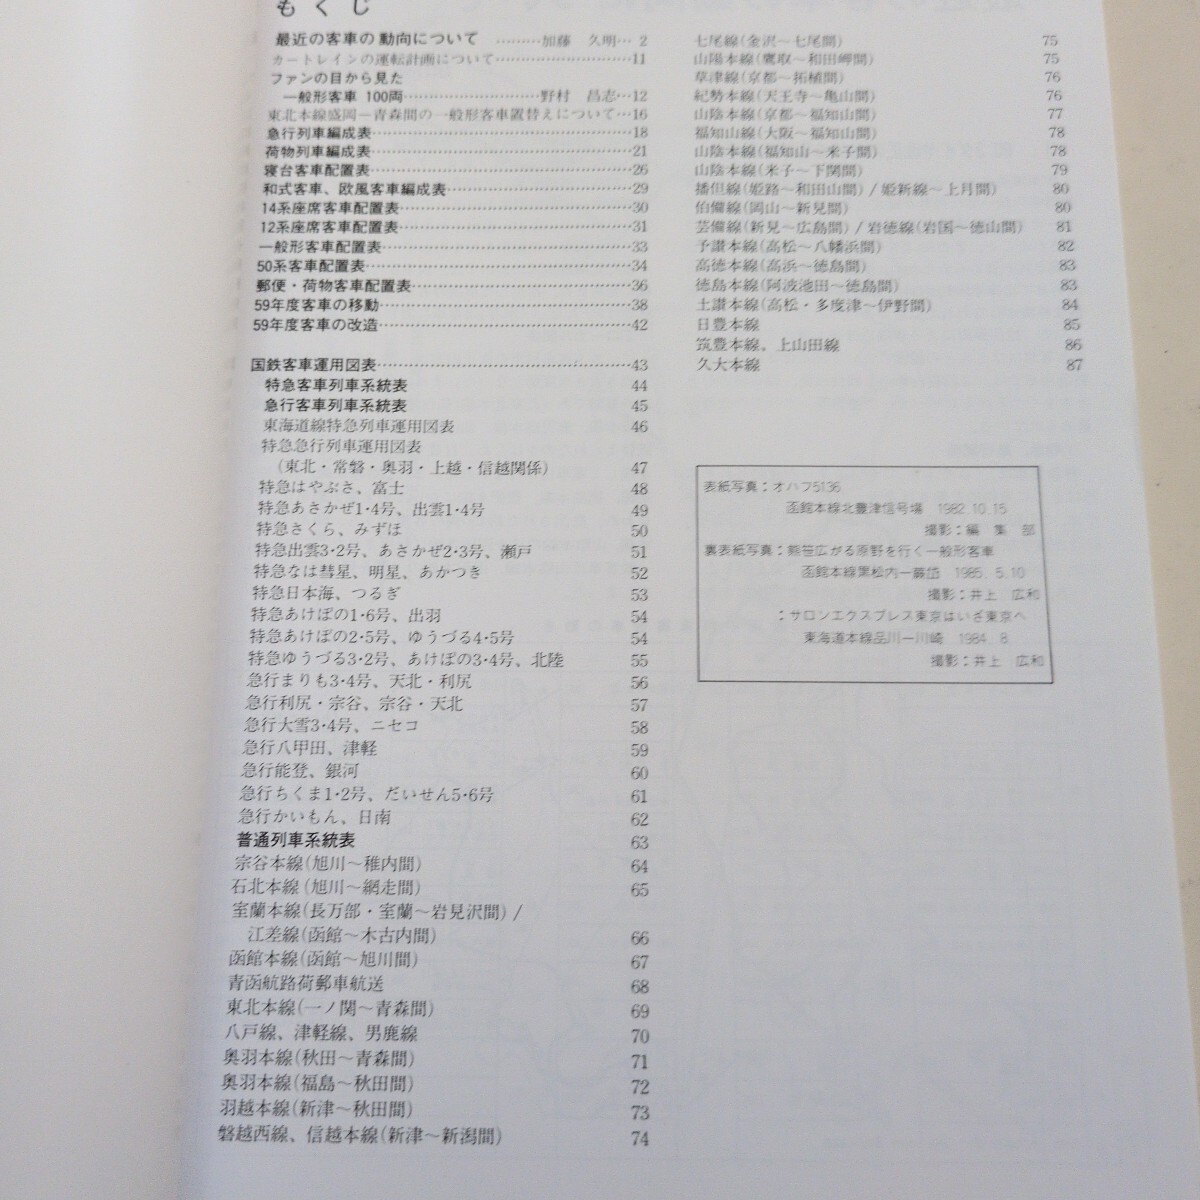 もくじ
最近の客車の動向について………加藤 久明…2
カートレインの運転計画について……………………11
ファンの目から見た
一般形客車 100両………………………野村 昌志…12
東北本線盛岡ー青森間の一般形客車置替えについて…16
急行列車編成表……………………………………18
荷物列車編成表……………………………………21
寝台客車配置表……………………………………26
和式客車、欧風客車編成表………………………29
14系座席客車配置表………………………………30
12系座席客車配置表………………………………31
一般形客車配置表…………………………………33
50系客車配置表……………………………………34
郵便・荷物客車配置表……………………………36
59年度客車の移動…………………………………38
59年度客車の改造…………………………………42
国鉄客車運用図表…………………………………43
特急客車列車系統表 44
急行客車列車系統表 45
東海道線特急列車運用図表 46
特急急行列車運用図表
(東北・常磐・奥羽・上越・信越関係) 47
特急はやぶさ、富士 48
特急あさかぜ1・4号、出雲1・4号 49
特急さくら、みずほ 50
特急出雲3・2号、あさかぜ2・3号、瀬戸 51
特急なは彗星、明星、あかつき 52
特急日本海、つるぎ 53
特急あけぼの1・6号、出羽 54
特急あけぼの2・5号、ゆうづる4・5号 54
特急ゆうづる3・2号、あけぼの3・4号、北陸 55
急行まりも3・4号、天北・利尻 56
急行利尻・宗谷、宗谷・天北 57
急行大雪3・4号、ニセコ 58
急行八甲田、津軽 59
急行能登、銀河 60
急行ちくま1・2号、だいせん5・6号 61
急行かいもん、日南 62
普通列車系統表 63
宗谷本線(旭川〜稚内間) 64
石北本線(旭川〜網走間) 65
室蘭本線(長万部・室蘭〜岩見沢間)/
江差線(函館〜木古内間) 66
函館本線(函館〜旭川間) 67
青函航路荷郵車航送 68
東北本線(一ノ関〜青森間) 69
八戸線、津軽線、男鹿線 70
奥羽本線(秋田〜青森間) 71
奥羽本線(福島〜秋田間) 72
羽越本線(新津〜秋田間) 73
磐越西線、信越本線(新津〜新潟間) 74
七尾線(金沢〜七尾間) 75
山陽本線(鷹取〜和田岬間) 75
草津線(京都〜拓植間) 76
紀勢本線(天王寺〜亀山間) 76
山陰本線(京都〜福知山間) 77
福知山線(大阪〜福知山間) 78
山陰本線(福知山〜米子間) 78
山陰本線(米子〜下関間) 79
播但線(姫路〜和田山間)/姫新線〜上月間) 80
伯備線(岡山〜新見間) 80
芸備線(新見〜広島間)/岩徳線(岩国〜徳山間) 81
予讃本線(高松〜八幡浜間) 82
高徳本線(高浜〜徳島間) 83
徳島本線(阿波池田〜徳島間) 83
土讃本線(高松・多度津〜伊野間) 84
日豊本線 85
筑豊本線、上山田線 86
久大本線 87
表紙写真：オハフ5136
函館本線北豊津信号場 1982.10.15
撮影：編 集 部
裏表紙写真：熊笹広がる原野を行く一般形客車
函館本線黒松内ー蕨岱 1985.5.10
撮影：井上 広和
：サロンエクスプレス東京はいざ東京へ
東海道本線品川ー川崎 1984.8
撮影：井上 広和